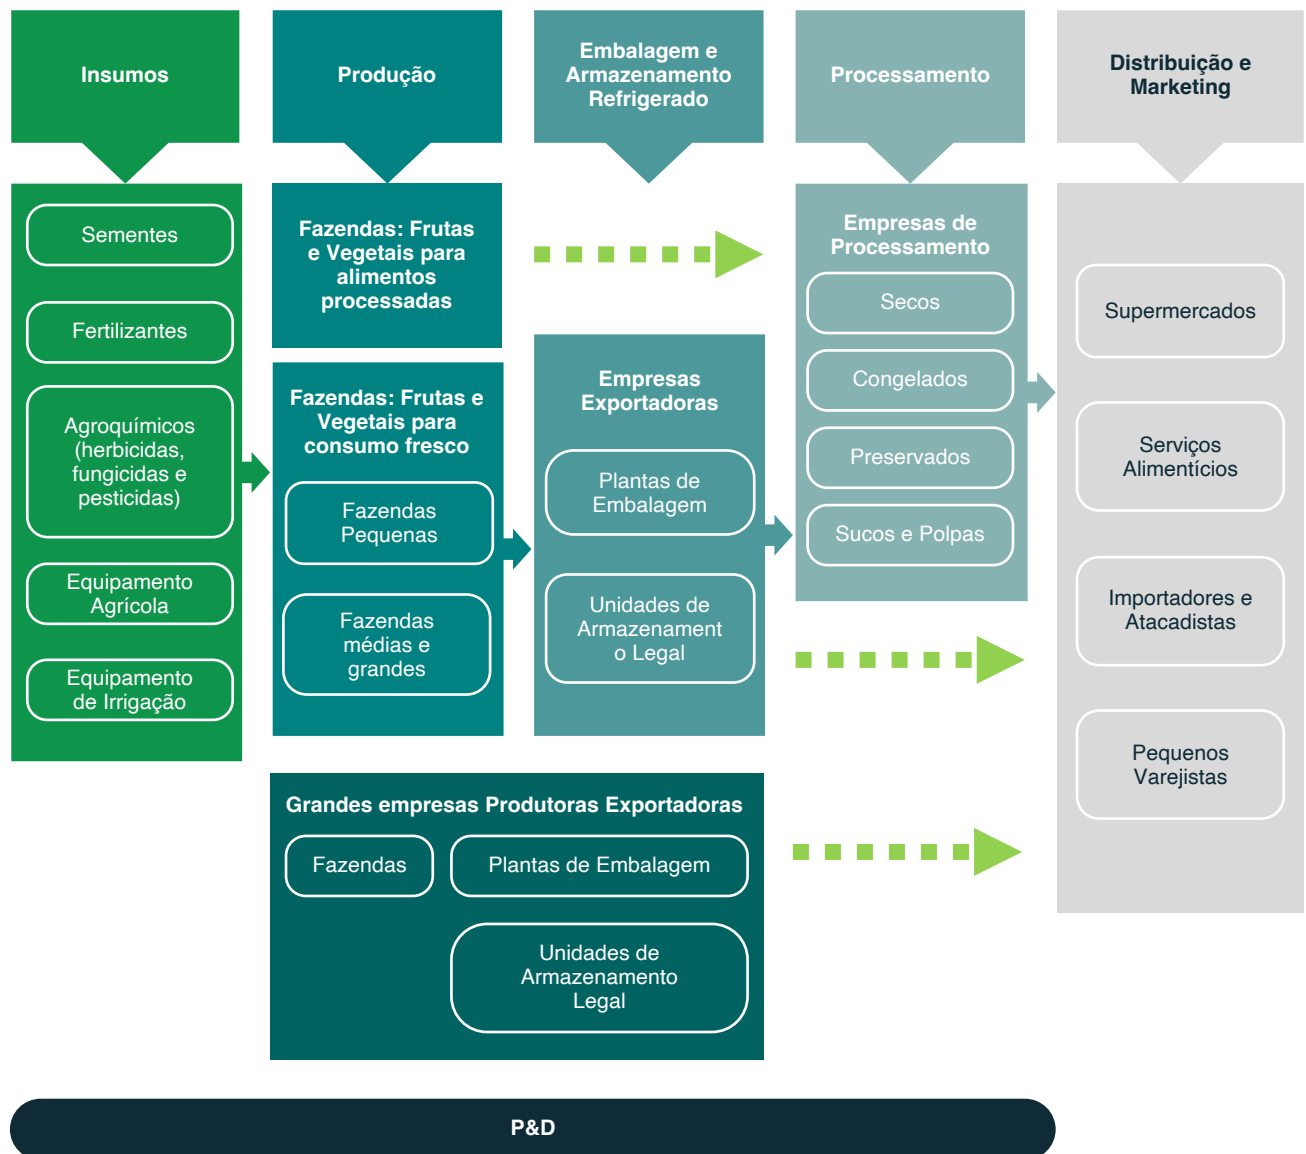 Insumos
Produção
Embalagem e
Armazenamento
Refrigerado
Processamento
Distribuição e
Marketing
Sementes
Fertilizantes
Agroquímicos
(herbicidas,
fungicidas e
pesticidas)
Equipamento
Agrícola
Equipamento
de Irrigação
Fazendas: Frutas
e Vegetais para
alimentos
processadas
Fazendas: Frutas e
Vegetais para
consumo fresco
Fazendas
Pequenas
Fazendas
médias e
grandes
Empresas
Exportadoras
Plantas de
Embalagem
Unidades de
Armazenament
o Legal
Empresas de
Processamento
Secos
Congelados
Preservados
Sucos e Polpas
Supermercados
Serviços
Alimentícios
Importadores e
Atacadistas
Pequenos
Varejistas
Grandes empresas Produtoras Exportadoras
Fazendas
Plantas de Embalagem
Unidades de
Armazenamento
Legal
P&D